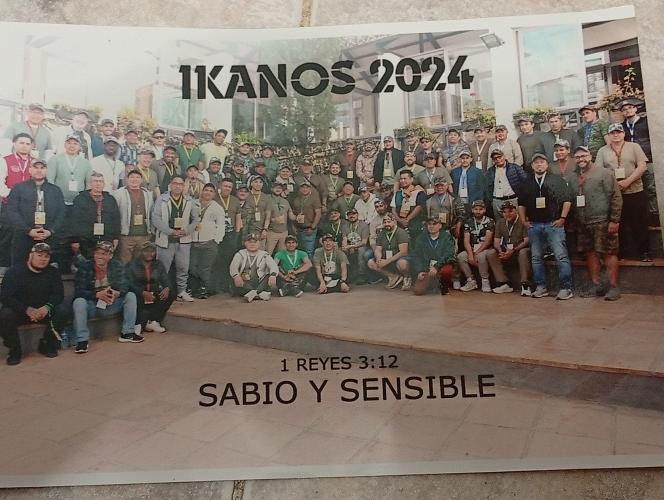 IKANOS 2024
1 REYES 3:12
SABIO Y SENSIBLE